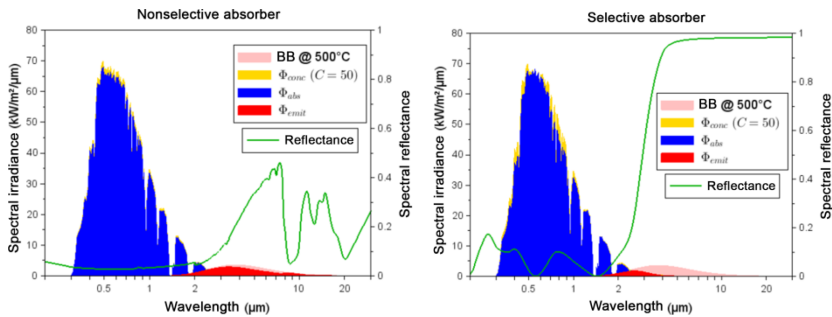 Nonselective absorber
80
70
60
50
40
30
20
10
0
Spectral irradiance (kW/m²/µm)
1
0.8
0.6
0.4
0.2
0
Spectral reflectance
BB @ 500°C
Φconc (C = 50)
Φabs
Φemit
Reflectance
0.5 1 2 10 20
Wavelength (µm)
Selective absorber
80
70
60
50
40
30
20
10
0
Spectral irradiance (kW/m²/µm)
1
0.8
0.6
0.4
0.2
0
Spectral reflectance
BB @ 500°C
Φconc (C = 50)
Φabs
Φemit
Reflectance
0.5 1 2 10 20
Wavelength (µm)